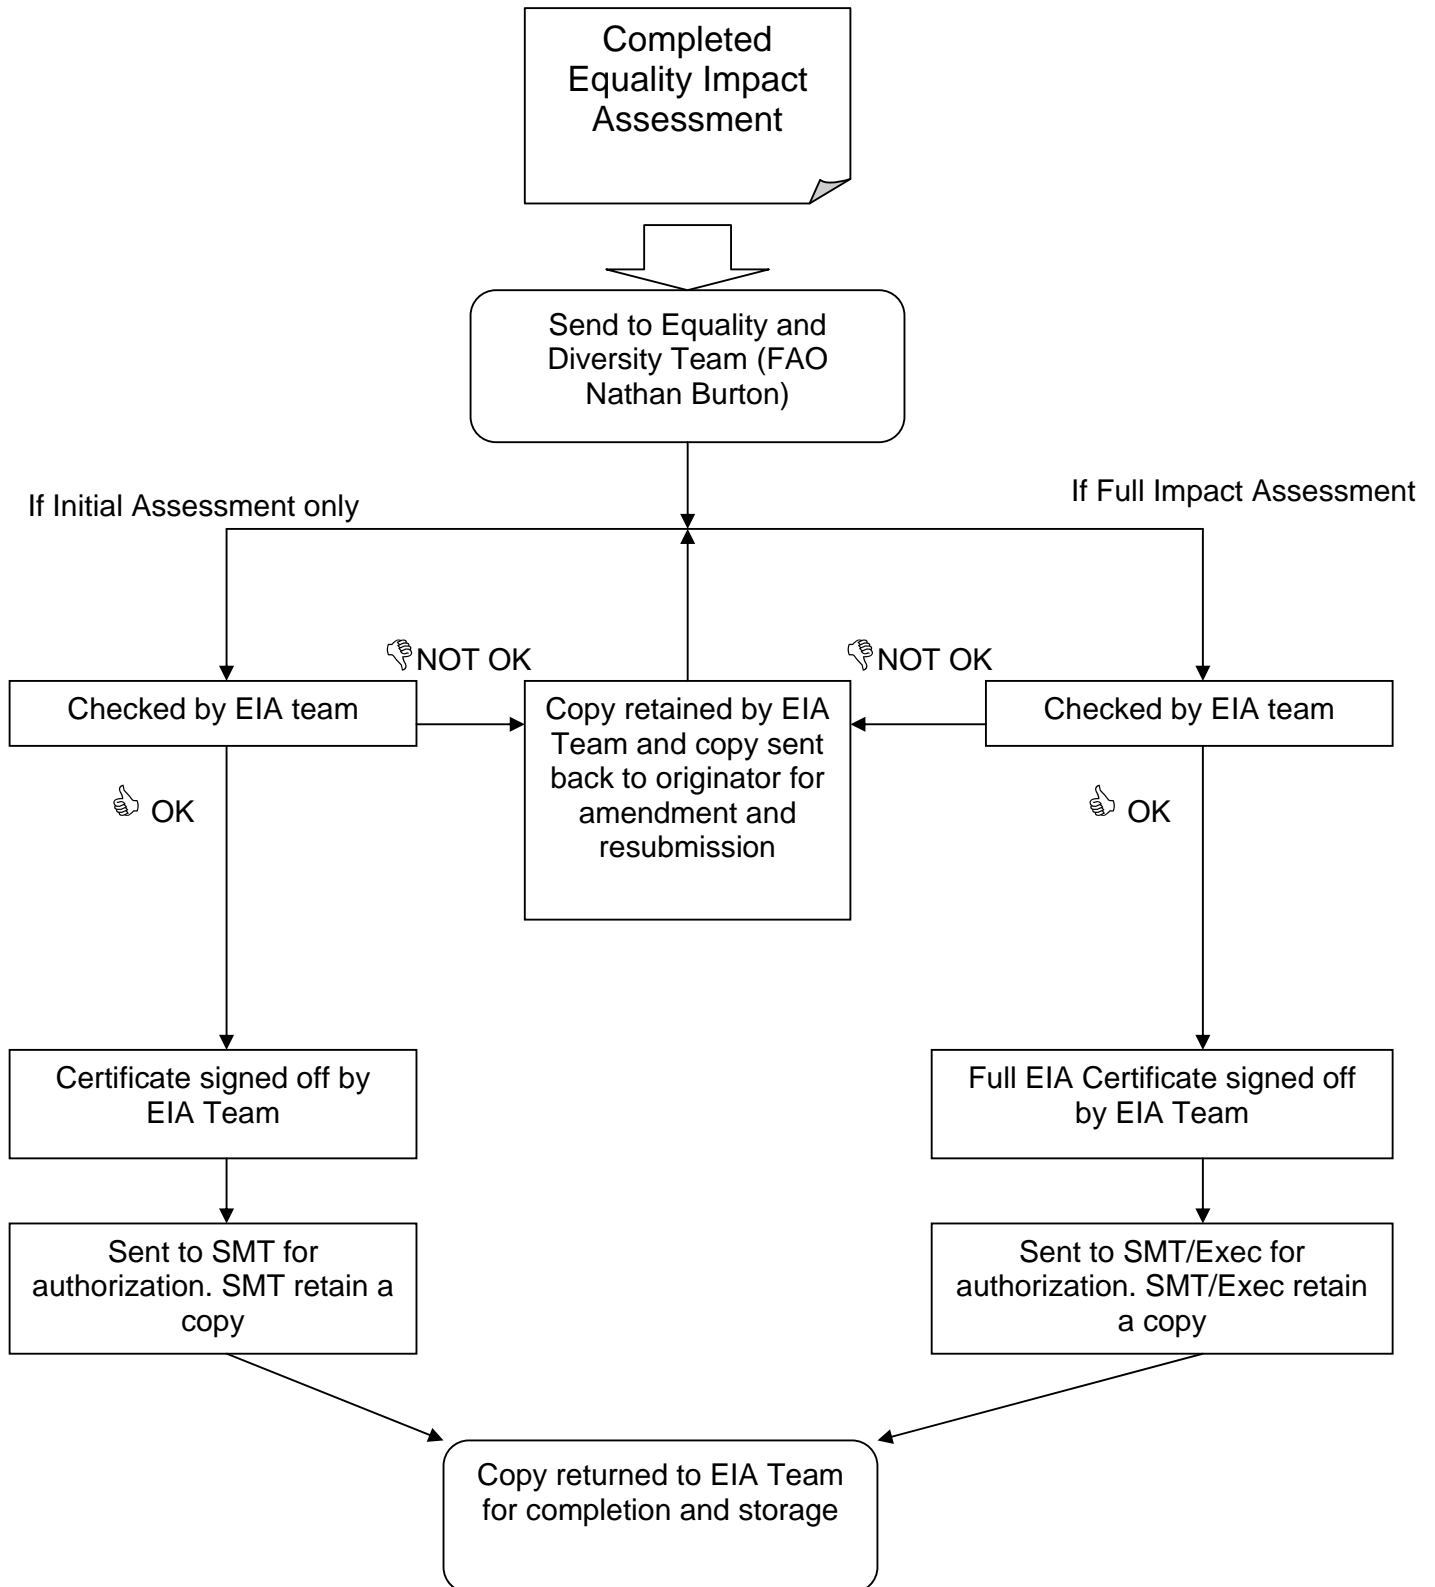 Completed
Equality Impact
Assessment
Send to Equality and
Diversity Team (FAO
Nathan Burton)
If Initial Assessment only
If Full Impact Assessment
NOT OK
NOT OK
Checked by EIA team
Copy retained by EIA
Team and copy sent
back to originator for
amendment and
resubmission
Checked by EIA team
OK
OK
Certificate signed off by
EIA Team
Full EIA Certificate signed off
by EIA Team
Sent to SMT for
authorization. SMT retain a
copy
Sent to SMT/Exec for
authorization. SMT/Exec retain
a copy
Copy returned to EIA Team
for completion and storage